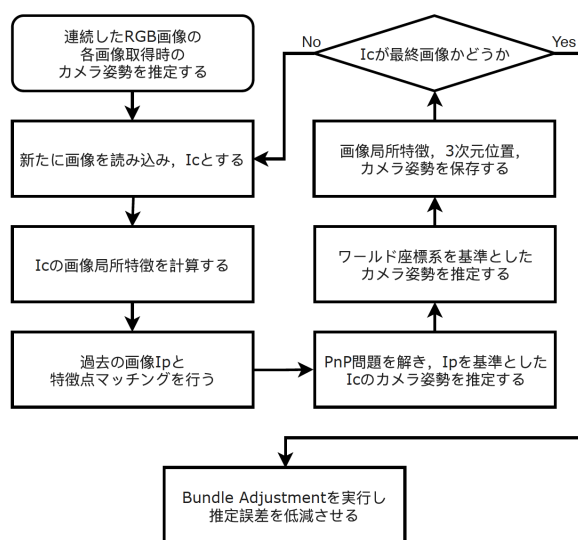 連続したRGB画像の
各画像取得時の
カメラ姿勢を推定する
新たに画像を読み込み，Icとする
Icの画像局所特徴を計算する
過去の画像Ipと
特徴点マッチングを行う
PnP問題を解き，Ipを基準とした
Icのカメラ姿勢を推定する
ワールド座標系を基準とした
カメラ姿勢を推定する
画像局所特徴，3次元位置，
カメラ姿勢を保存する
Icが最終画像かどうか
No
Yes
Bundle Adjustmentを実行し
推定誤差を低減させる